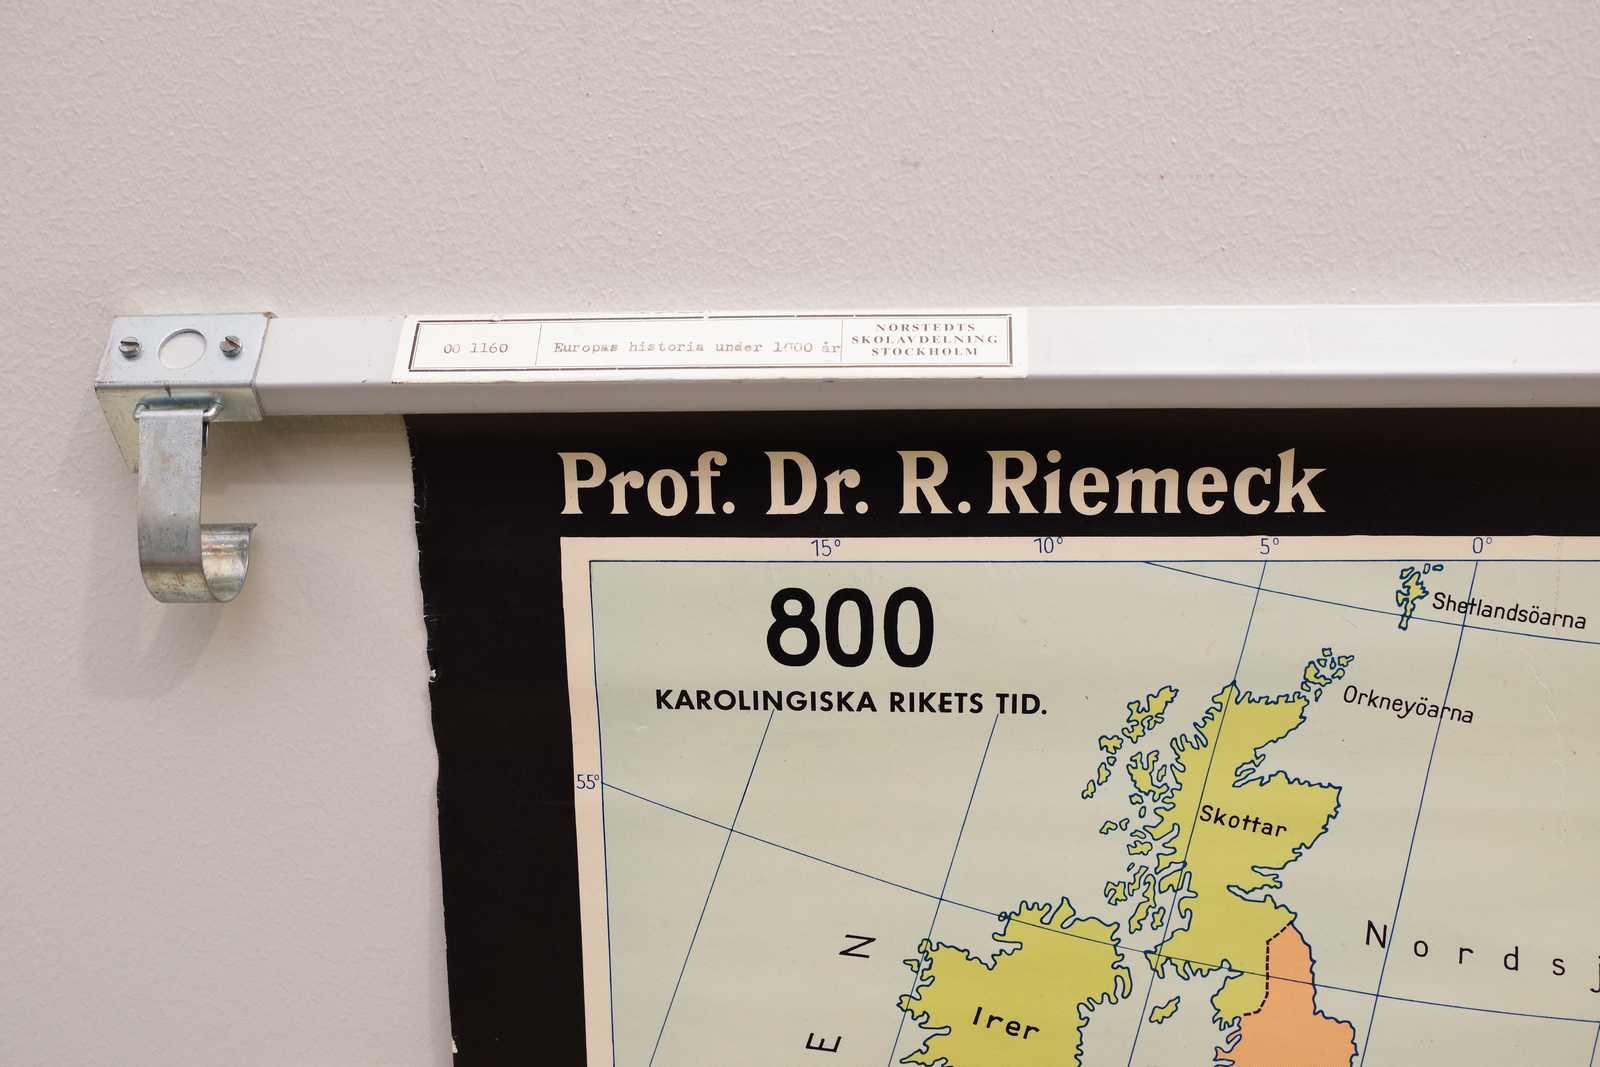 00 1160 Europas historia under 1000 år
NORSTEDTS
SKOLAVDELNING
STOCKHOLM
Prof. Dr. R. Riemeck
15° 10° 5° 0°
800
KAROLINGISKA RIKETS TID.
Shetlandsöarna
Orkneyöarna
55°
Skottar
Nords
N
Irer
E